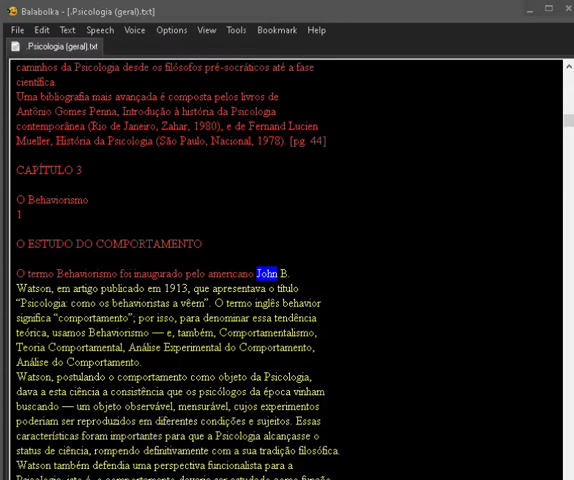 Balabolka - [.Psicologia (geral).txt]
File Edit Text Speech Voice Options View Tools Bookmark Help
.Psicologia (geral).txt
caminhos da Psicologia desde os filósofos pré-socráticos até a fase
científica.
Uma bibliografia mais avançada é composta pelos livros de
Antônio Gomes Penna, Introdução à história da Psicologia
contemporânea (Rio de Janeiro, Zahar, 1980), e de Fernand Lucien
Mueller, História da Psicologia (São Paulo, Nacional, 1978). [pg. 44]
CAPÍTULO 3
O Behaviorismo
1
O ESTUDO DO COMPORTAMENTO
O termo Behaviorismo foi inaugurado pelo americano John B.
Watson, em artigo publicado em 1913, que apresentava o título
“Psicologia: como os behavioristas a vêem”. O termo inglês behavior
significa “comportamento”; por isso, para denominar essa tendência
teórica, usamos Behaviorismo — e, também, Comportamentalismo,
Teoria Comportamental, Análise Experimental do Comportamento,
Análise do Comportamento.
Watson, postulando o comportamento como objeto da Psicologia,
dava a esta ciência a consistência que os psicólogos da época vinham
buscando — um objeto observável, mensurável, cujos experimentos
poderiam ser reproduzidos em diferentes condições e sujeitos. Essas
características foram importantes para que a Psicologia alcançasse o
status de ciência, rompendo definitivamente com a sua tradição filosófica.
Watson também defendia uma perspectiva funcionalista para a